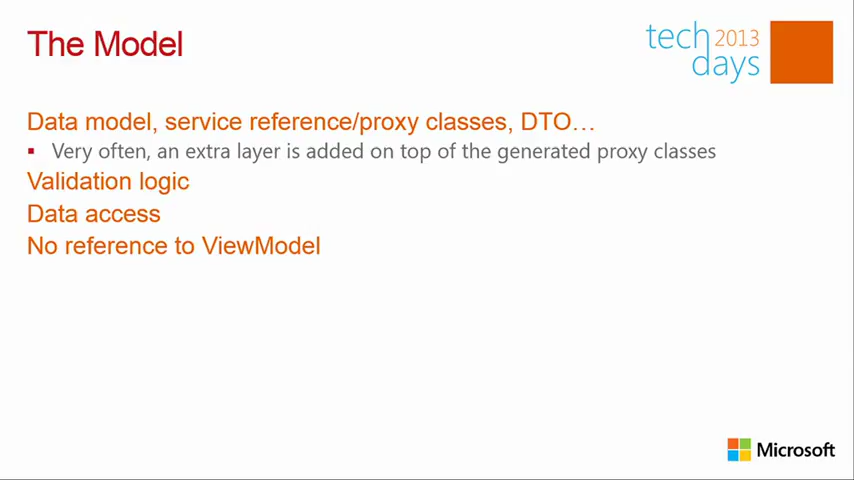 The Model
tech 2013
days
Data model, service reference/proxy classes, DTO…
▪ Very often, an extra layer is added on top of the generated proxy classes
Validation logic
Data access
No reference to ViewModel
Microsoft